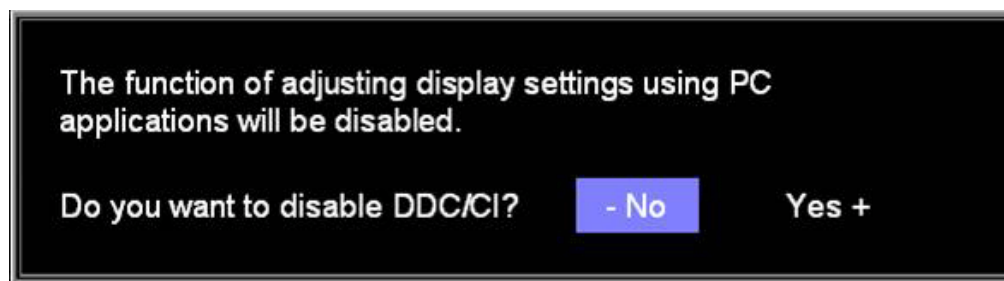 The function of adjusting display settings using PC
applications will be disabled.
Do you want to disable DDC/CI? - No Yes +